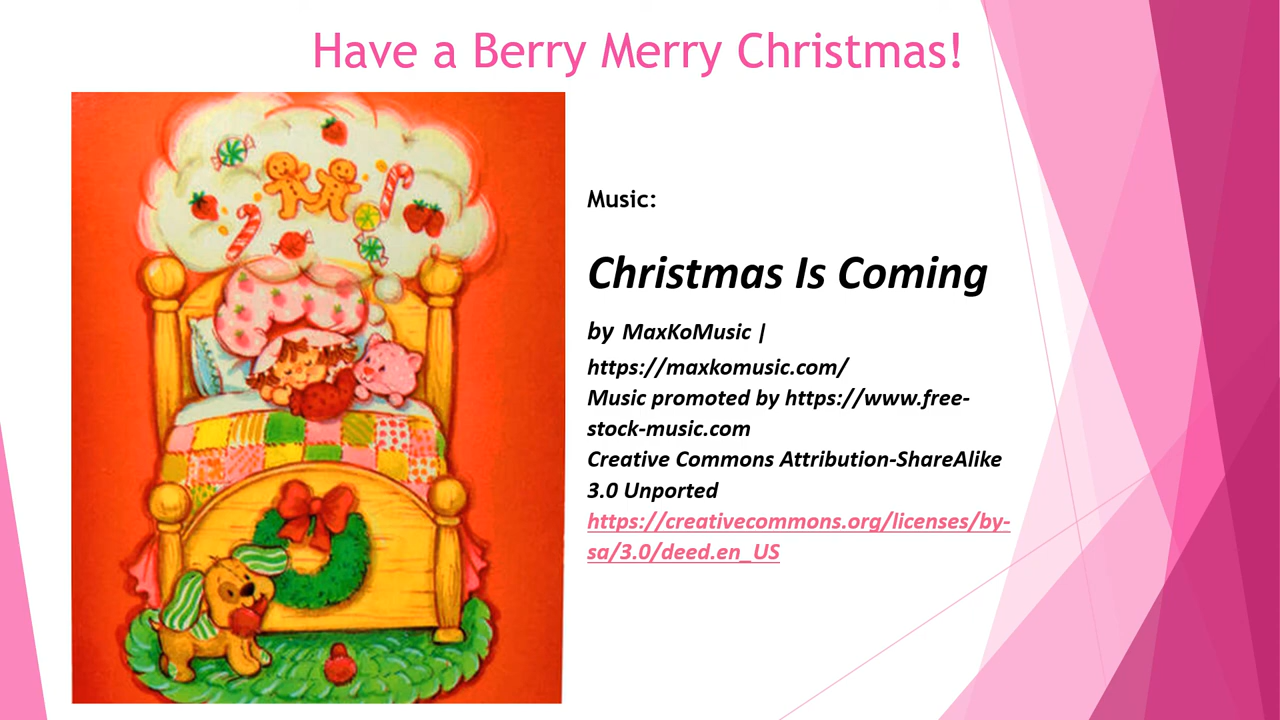 Have a Berry Merry Christmas!
Music:
Christmas Is Coming
by MaxKoMusic |
https://maxkomusic.com/
Music promoted by https://www.free-
stock-music.com
Creative Commons Attribution-ShareAlike
3.0 Unported
https://creativecommons.org/licenses/by-
sa/3.0/deed.en_US